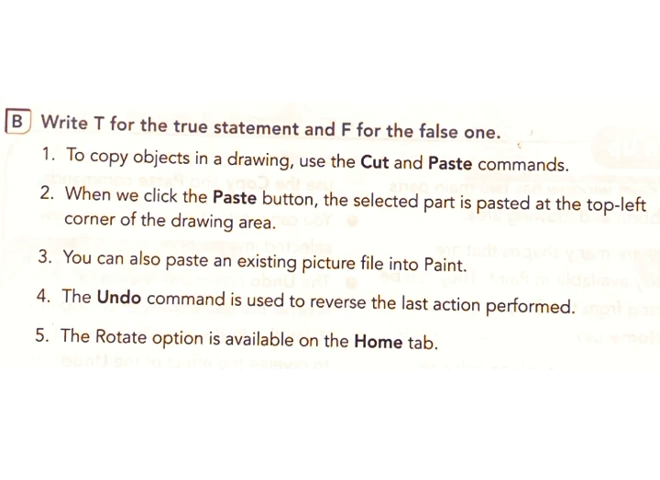 B Write T for the true statement and F for the false one.
1. To copy objects in a drawing, use the Cut and Paste commands.
2. When we click the Paste button, the selected part is pasted at the top-left
corner of the drawing area.
3. You can also paste an existing picture file into Paint.
4. The Undo command is used to reverse the last action performed.
5. The Rotate option is available on the Home tab.